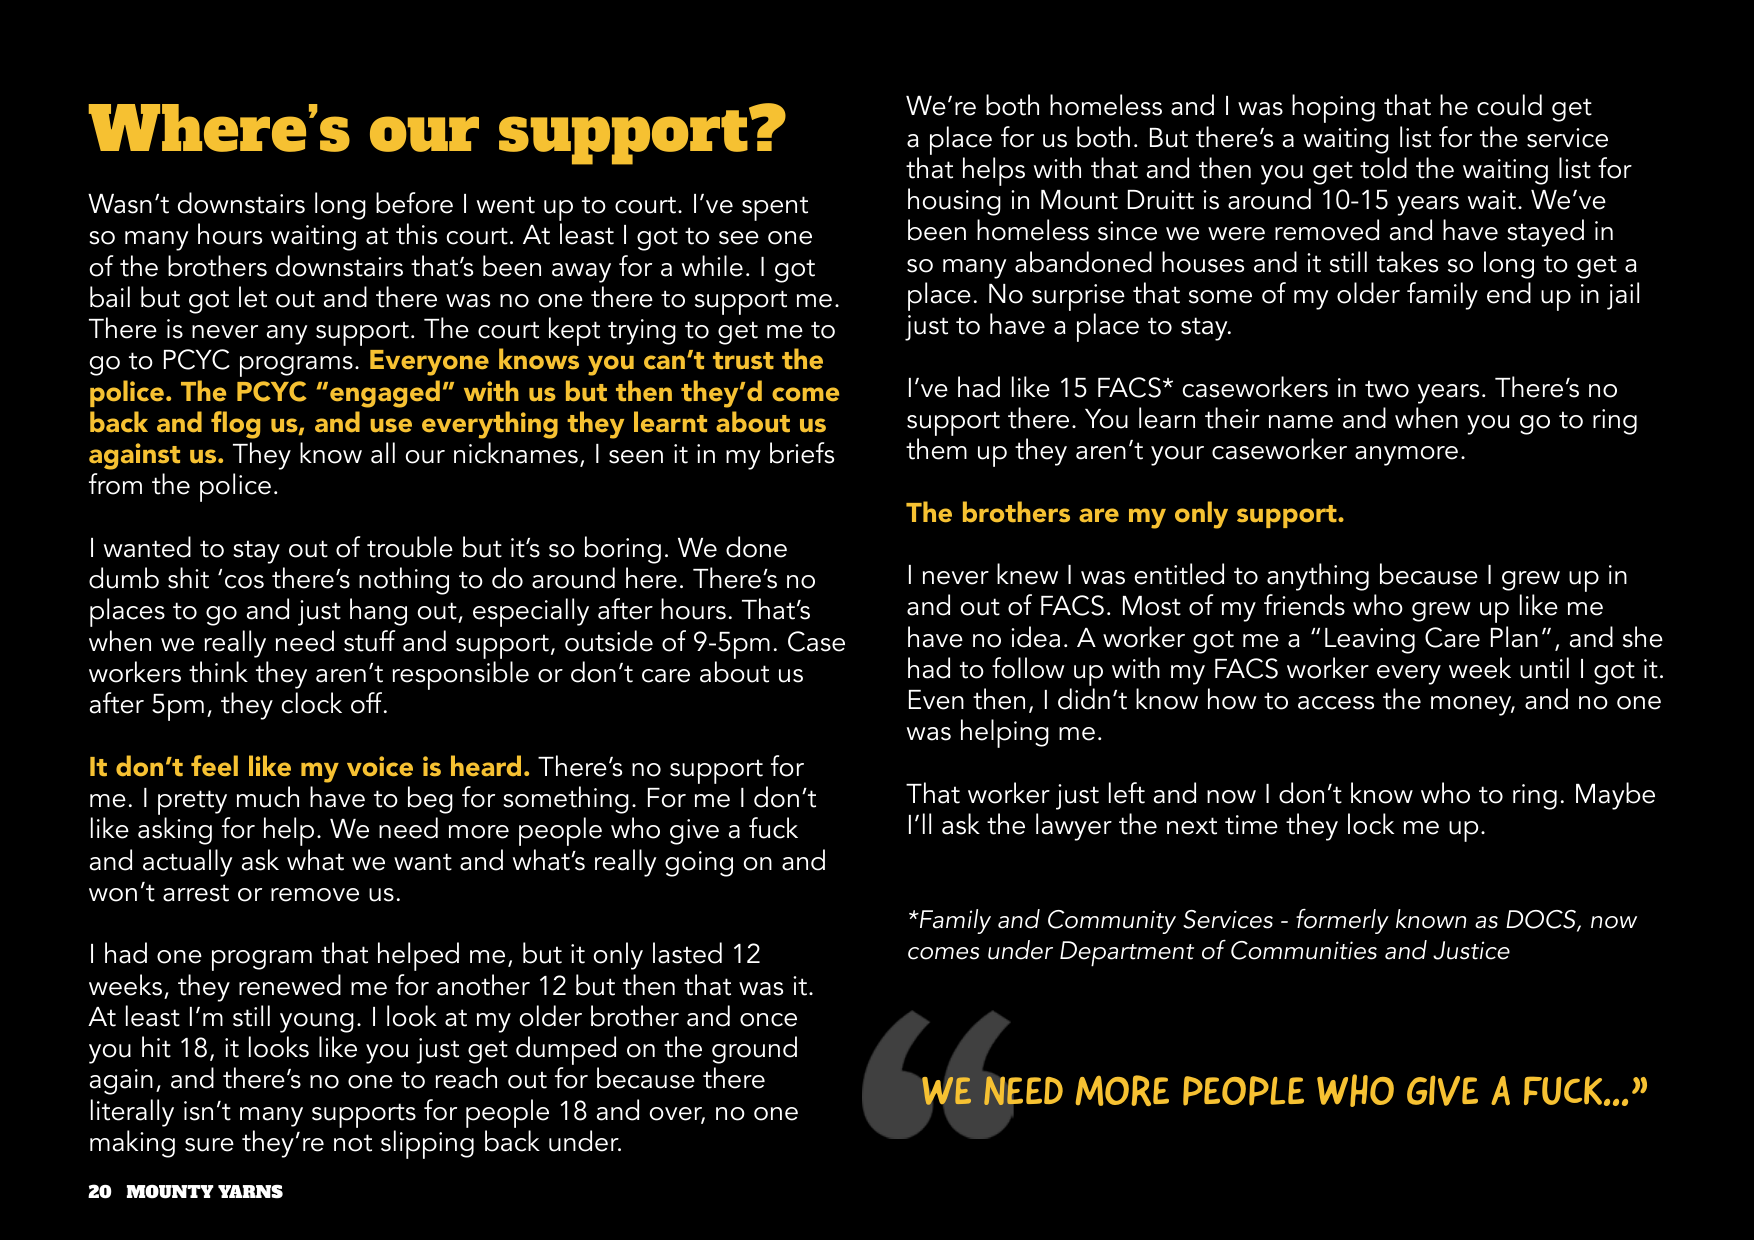 Where’s our support?
Wasn’t downstairs long before I went up to court. I’ve spent
so many hours waiting at this court. At least I got to see one
of the brothers downstairs that’s been away for a while. I got
bail but got let out and there was no one there to support me.
There is never any support. The court kept trying to get me to
go to PCYC programs. Everyone knows you can’t trust the
police. The PCYC “engaged” with us but then they’d come
back and flog us, and use everything they learnt about us
against us. They know all our nicknames, I seen it in my briefs
from the police.
I wanted to stay out of trouble but it’s so boring. We done
dumb shit ‘cos there’s nothing to do around here. There’s no
places to go and just hang out, especially after hours. That’s
when we really need stuff and support, outside of 9-5pm. Case
workers think they aren’t responsible or don’t care about us
after 5pm, they clock off.
It don’t feel like my voice is heard. There’s no support for
me. I pretty much have to beg for something. For me I don’t
like asking for help. We need more people who give a fuck
and actually ask what we want and what’s really going on and
won’t arrest or remove us.
I had one program that helped me, but it only lasted 12
weeks, they renewed me for another 12 but then that was it.
At least I’m still young. I look at my older brother and once
you hit 18, it looks like you just get dumped on the ground
again, and there’s no one to reach out for because there
literally isn’t many supports for people 18 and over, no one
making sure they’re not slipping back under.
We’re both homeless and I was hoping that he could get
a place for us both. But there’s a waiting list for the service
that helps with that and then you get told the waiting list for
housing in Mount Druitt is around 10-15 years wait. We’ve
been homeless since we were removed and have stayed in
so many abandoned houses and it still takes so long to get a
place. No surprise that some of my older family end up in jail
just to have a place to stay.
I’ve had like 15 FACS* caseworkers in two years. There’s no
support there. You learn their name and when you go to ring
them up they aren’t your caseworker anymore.
The brothers are my only support.
I never knew I was entitled to anything because I grew up in
and out of FACS. Most of my friends who grew up like me
have no idea. A worker got me a “Leaving Care Plan”, and she
had to follow up with my FACS worker every week until I got it.
Even then, I didn’t know how to access the money, and no one
was helping me.
That worker just left and now I don’t know who to ring. Maybe
I’ll ask the lawyer the next time they lock me up.
*Family and Community Services - formerly known as DOCS, now
comes under Department of Communities and Justice
“WE NEED MORE PEOPLE WHO GIVE A FUCK...”
20 MOUNTY YARNS